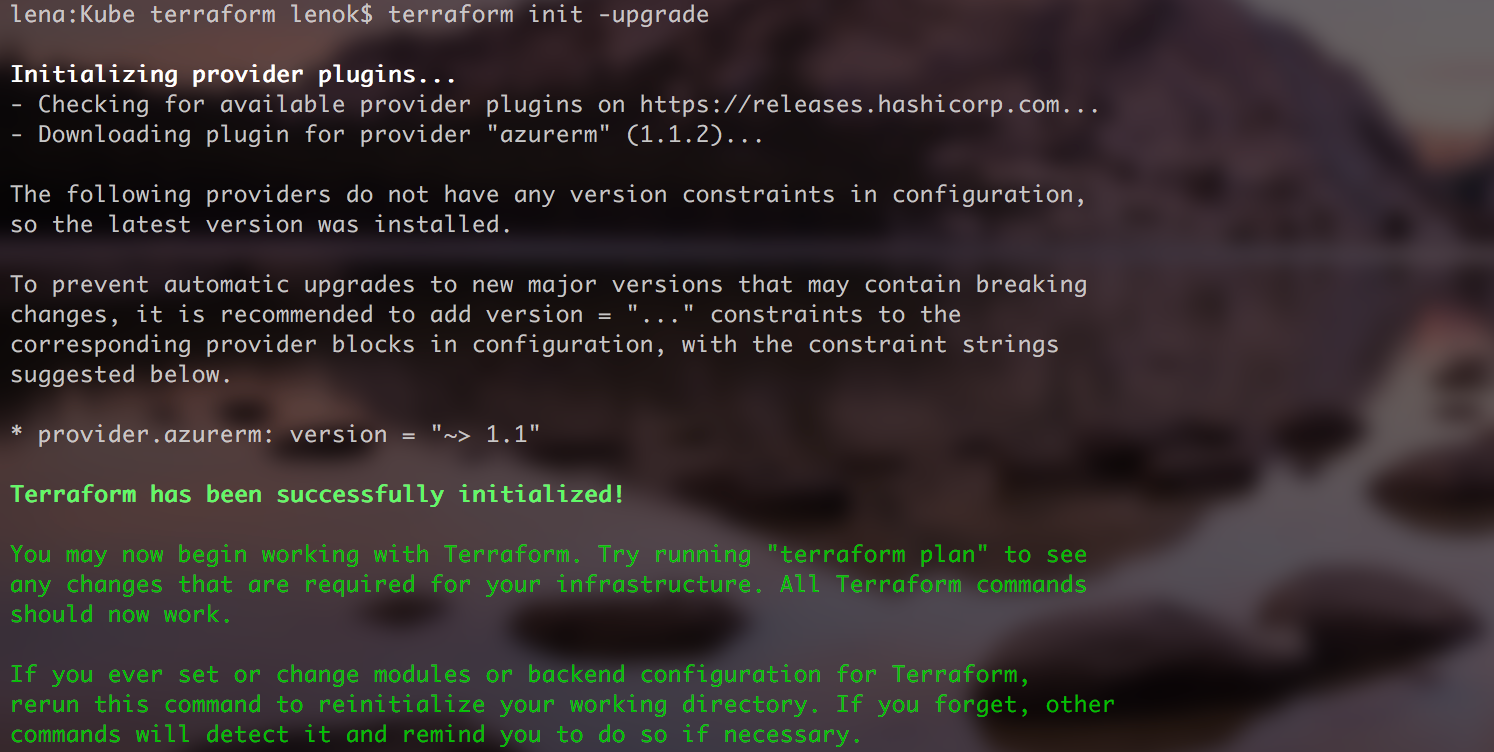 lena:Kube terraform lenok$ terraform init -upgrade
Initializing provider plugins...
- Checking for available provider plugins on https://releases.hashicorp.com...
- Downloading plugin for provider "azurerm" (1.1.2)...
The following providers do not have any version constraints in configuration,
so the latest version was installed.
To prevent automatic upgrades to new major versions that may contain breaking
changes, it is recommended to add version = "..." constraints to the
corresponding provider blocks in configuration, with the constraint strings
suggested below.
* provider.azurerm: version = "~> 1.1"
Terraform has been successfully initialized!
You may now begin working with Terraform. Try running "terraform plan" to see
any changes that are required for your infrastructure. All Terraform commands
should now work.
If you ever set or change modules or backend configuration for Terraform,
rerun this command to reinitialize your working directory. If you forget, other
commands will detect it and remind you to do so if necessary.